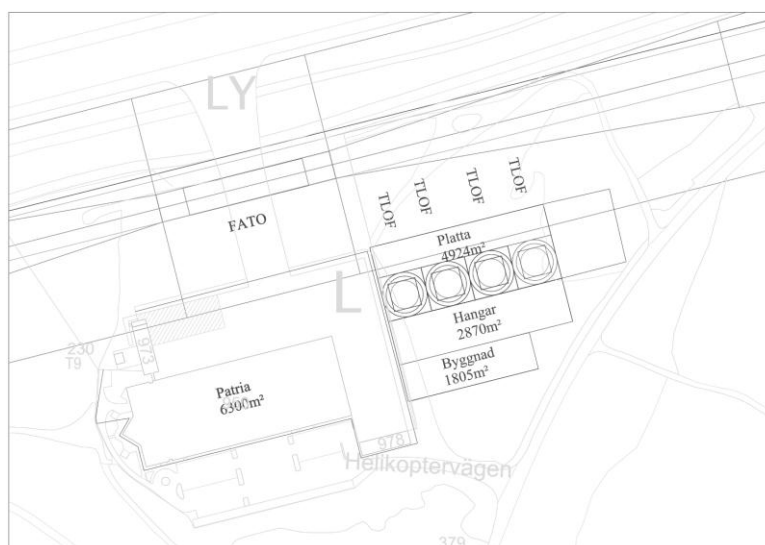 LY
TLOF
TLOF
TLOF
TLOF
FATO
Platta
4924m²
L
Hangar
2870m²
230
T9
973
Byggnad
1805m²
Patria
6300m²
978
Helikoptervägen
379